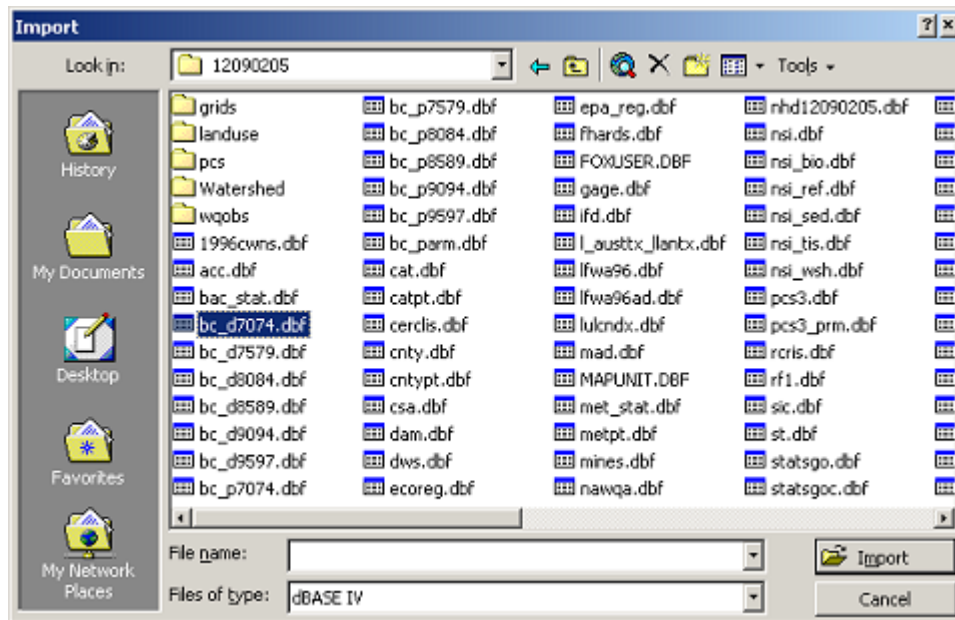 Import
Look in:
12090205
Tools
History
My Documents
Desktop
Favorites
My Network
Places
grids
landuse
pcs
Watershed
wqobs
1996cwns.dbf
acc.dbf
bac_stat.dbf
bc_d7074.dbf
bc_d7579.dbf
bc_d8084.dbf
bc_d8589.dbf
bc_d9094.dbf
bc_d9597.dbf
bc_p7074.dbf
bc_p7579.dbf
bc_p8084.dbf
bc_p8589.dbf
bc_p9094.dbf
bc_p9597.dbf
bc_parm.dbf
cat.dbf
catpt.dbf
cerclis.dbf
cnty.dbf
cntypt.dbf
csa.dbf
dam.dbf
dws.dbf
ecoreg.dbf
epa_reg.dbf
fhards.dbf
FOXUSER.DBF
gage.dbf
ifd.dbf
l_austtx_llantx.dbf
lfwa96.dbf
lfwa96ad.dbf
lulcndx.dbf
mad.dbf
MAPUNIT.DBF
met_stat.dbf
metpt.dbf
mines.dbf
nawqa.dbf
nhd12090205.dbf
nsi.dbf
nsi_bio.dbf
nsi_ref.dbf
nsi_sed.dbf
nsi_tis.dbf
nsi_wsh.dbf
pcs3.dbf
pcs3_prm.dbf
rcris.dbf
rf1.dbf
sic.dbf
st.dbf
statsgo.dbf
statsgoc.dbf
File name:
Import
Files of type:
dBASE IV
Cancel